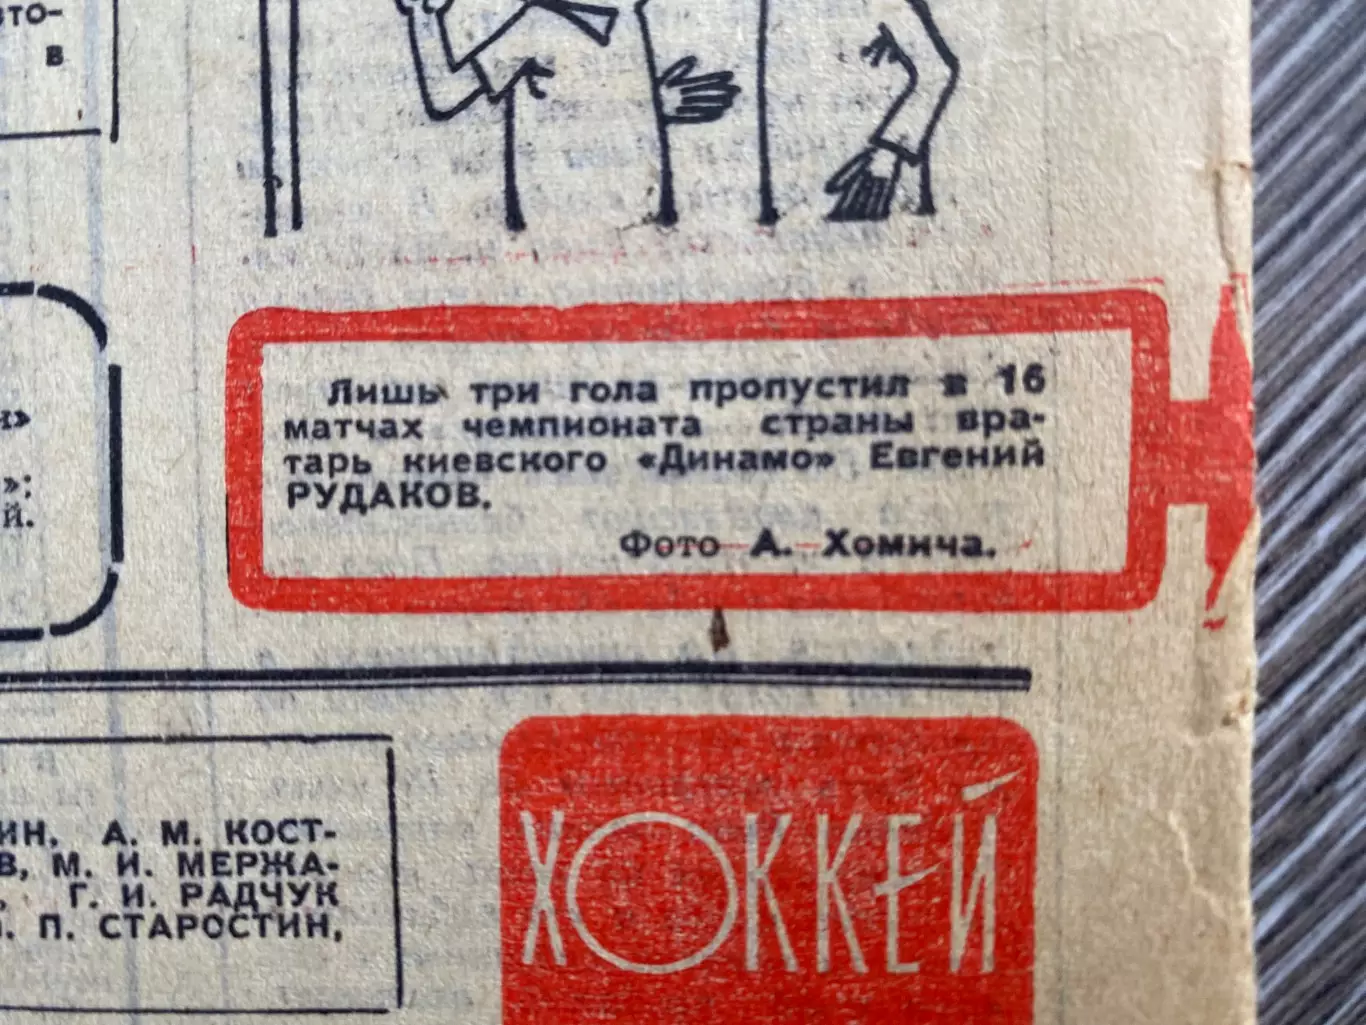 в
»:
й.
Лишь три гола пропустил в 16
матчах чемпионата страны вра-
тарь киевского «Динамо» Евгений
РУДАКОВ.
Фото А. Хомича.
ИН, А. М. КОСТ-
В, М. И. МЕРЖА-
Г. И. РАДЧУК
П. СТАРОСТИН,
ХОККЕЙ